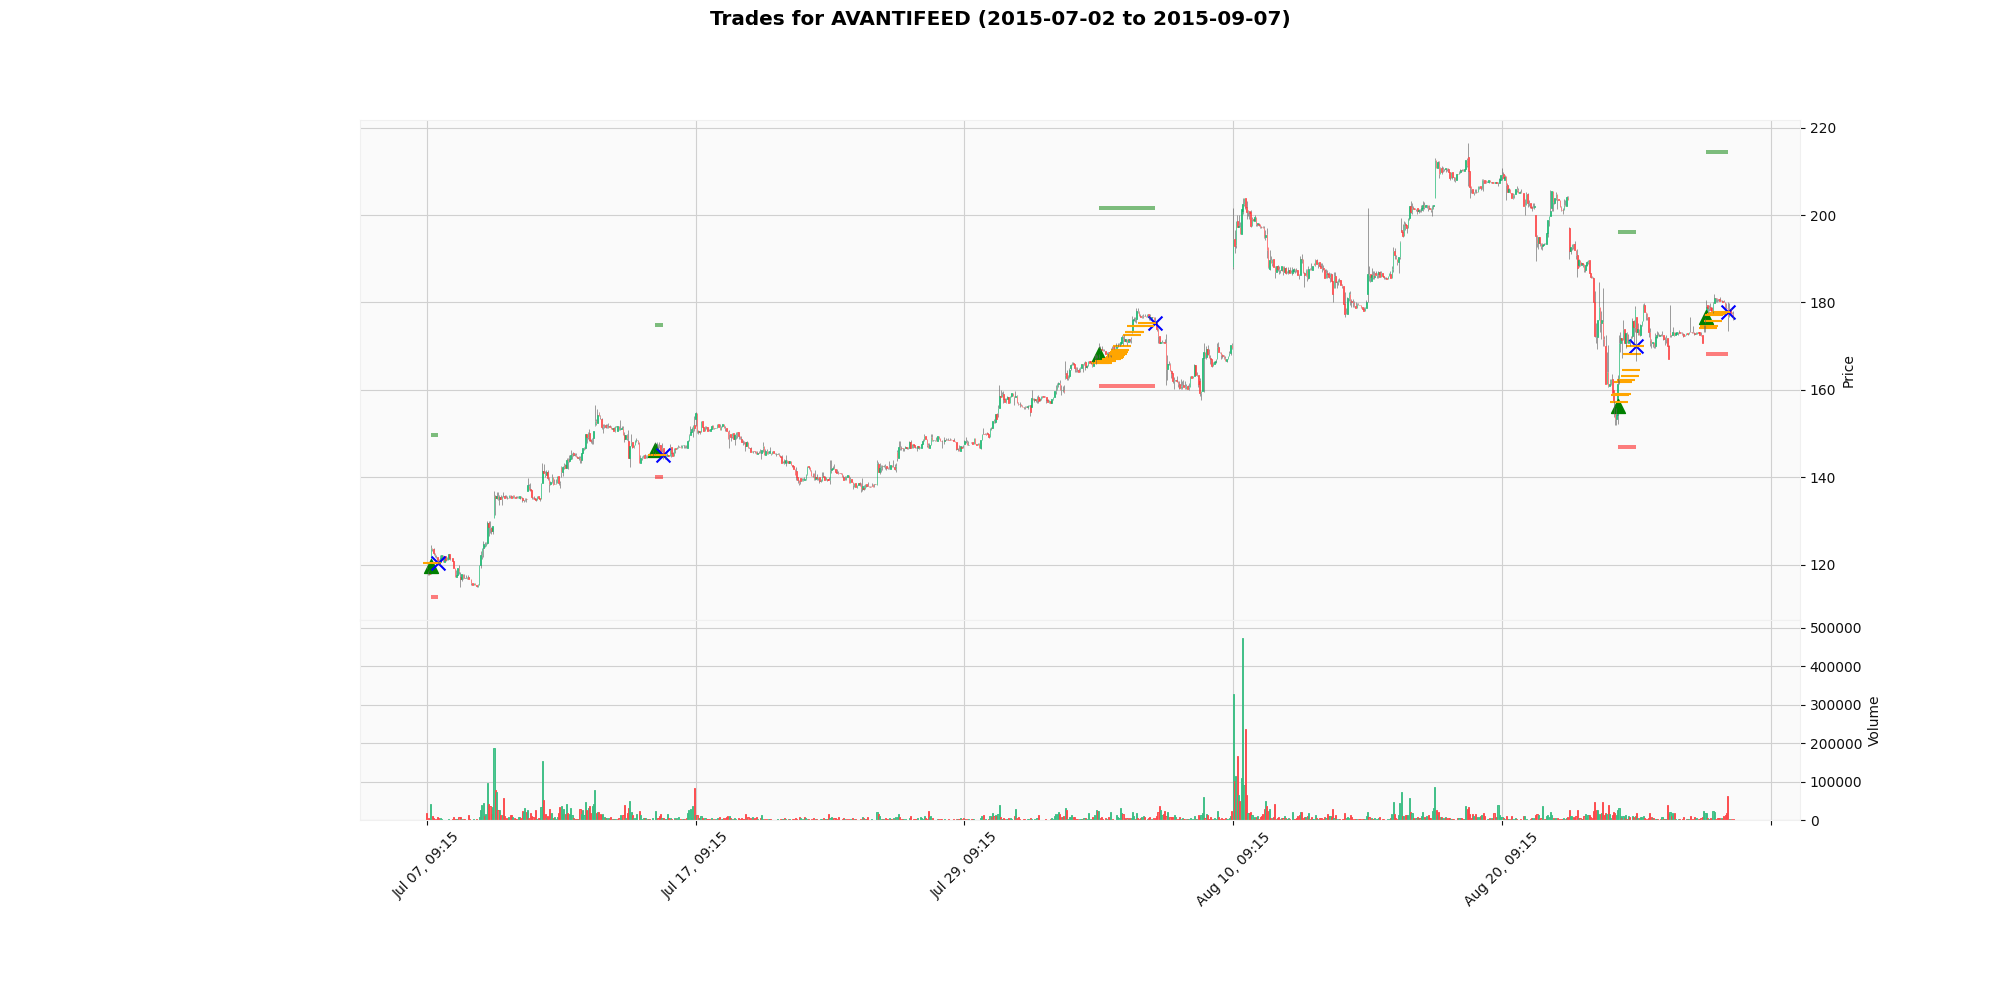 Trades for AVANTIFEED (2015-07-02 to 2015-09-07)
220
200
180
160
140
120
Price
500000
400000
300000
200000
100000
0
Volume
Jul 07, 09:15
Jul 17, 09:15
Jul 29, 09:15
Aug 10, 09:15
Aug 20, 09:15